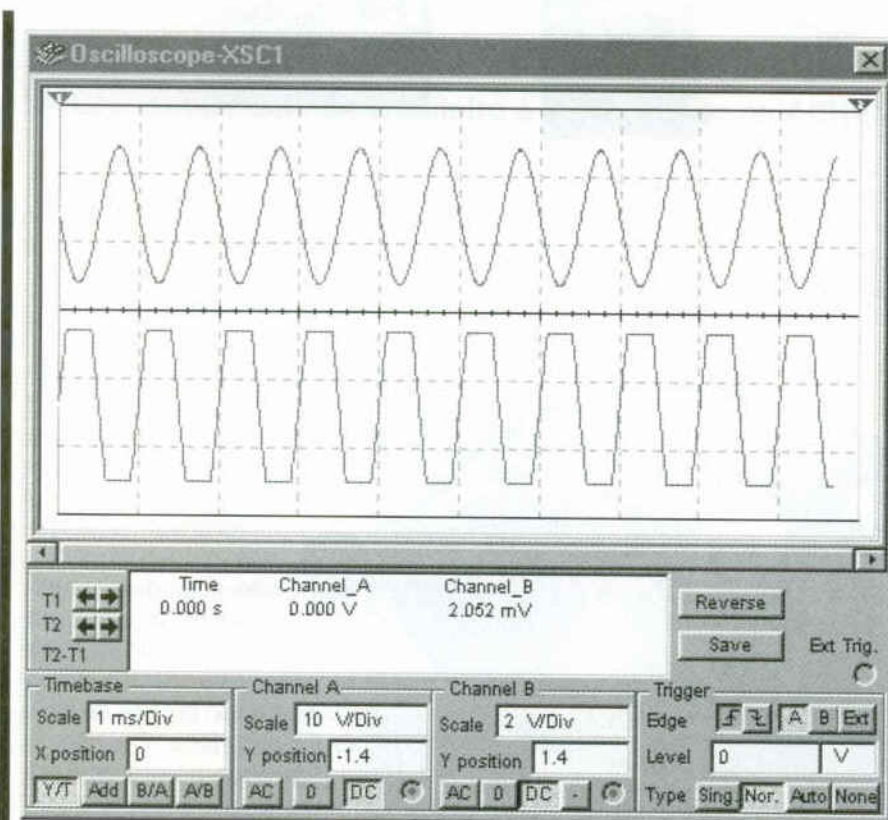 Oscilloscope-XSC1
1 2
Time Channel_A Channel_B
T1 0.000 s 0.000 V 2.052 mV
T2
T2-T1
Reverse
Save
Ext Trig.
Timebase
Scale 1 ms/Div
X position 0
Y/T Add B/A A/B
Channel A
Scale 10 V/Div
Y position -1.4
AC 0 DC
Channel B
Scale 2 V/Div
Y position 1.4
AC 0 DC -
Trigger
Edge A B Ext
Level 0 V
Type Sing. Nor. Auto None